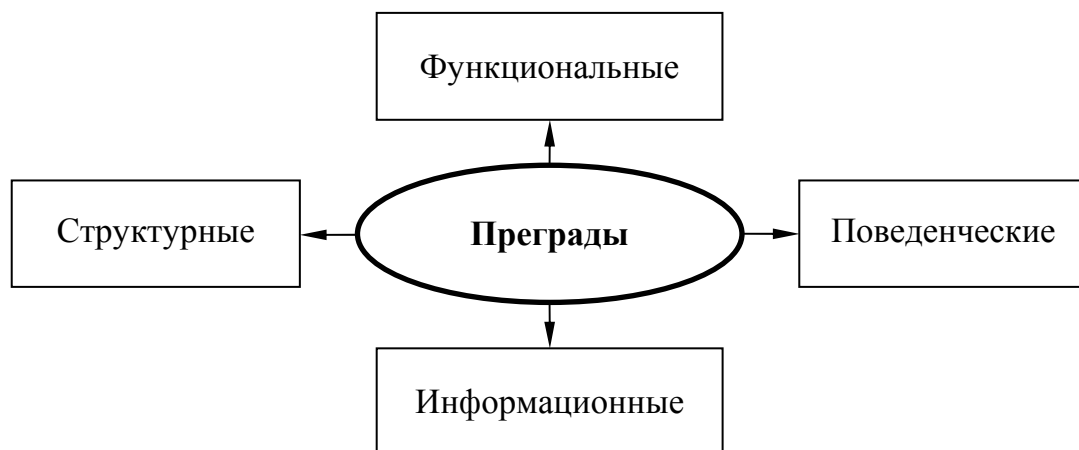 Функциональные
Структурные
Преграды
Поведенческие
Информационные